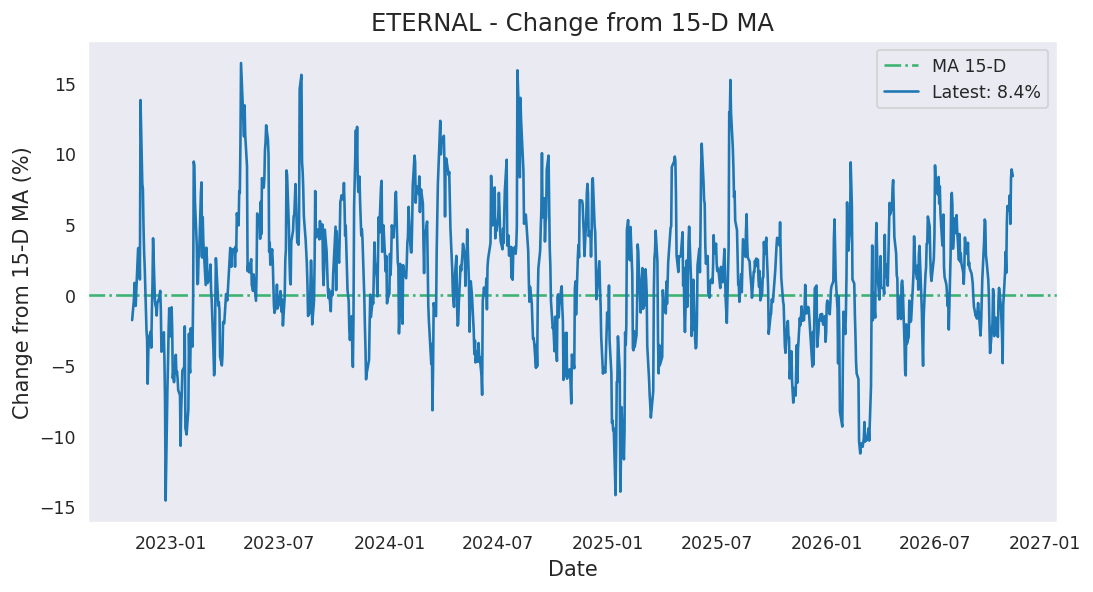 ETERNAL - Change from 15-D MA
MA 15-D
Latest: 8.4%
Change from 15-D MA (%)
15
10
5
0
−5
−10
−15
2023-01 2023-07 2024-01 2024-07 2025-01 2025-07 2026-01 2026-07 2027-01
Date